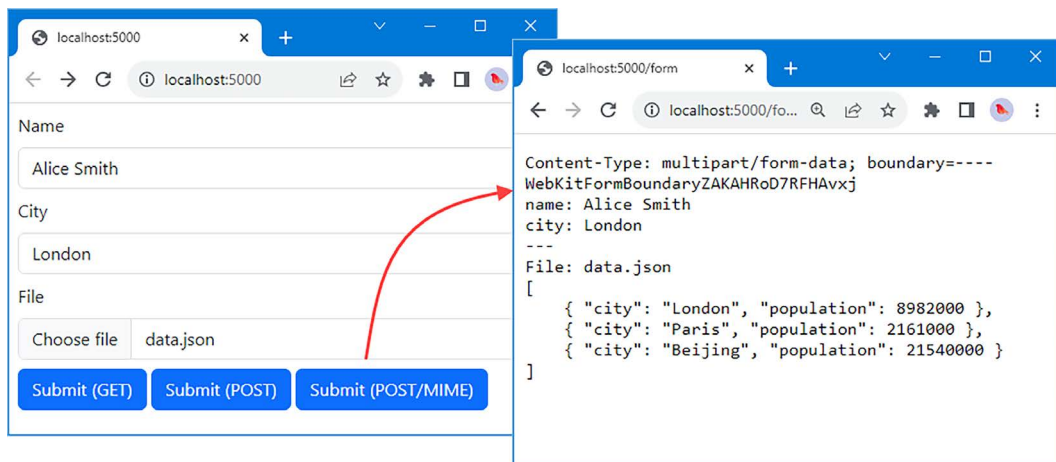 localhost:5000
localhost:5000
Name
Alice Smith
City
London
File
Choose file data.json
Submit (GET) Submit (POST) Submit (POST/MIME)
localhost:5000/form
localhost:5000/fo...
Content-Type: multipart/form-data; boundary=----
WebKitFormBoundaryZAKAHRoD7RFHAvxj
name: Alice Smith
city: London
---
File: data.json
[
    { "city": "London", "population": 8982000 },
    { "city": "Paris", "population": 2161000 },
    { "city": "Beijing", "population": 21540000 }
]